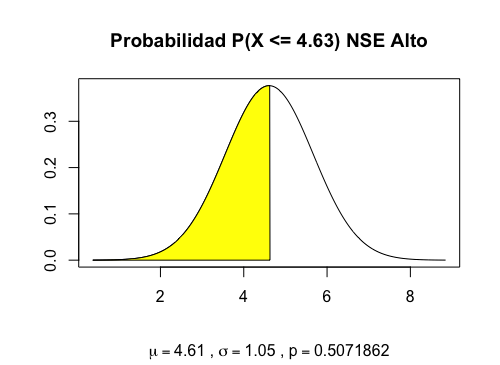 Probabilidad P(X <= 4.63) NSE Alto
0.3
0.2
0.1
0.0
2 4 6 8
μ = 4.61 , σ = 1.05 , p = 0.5071862